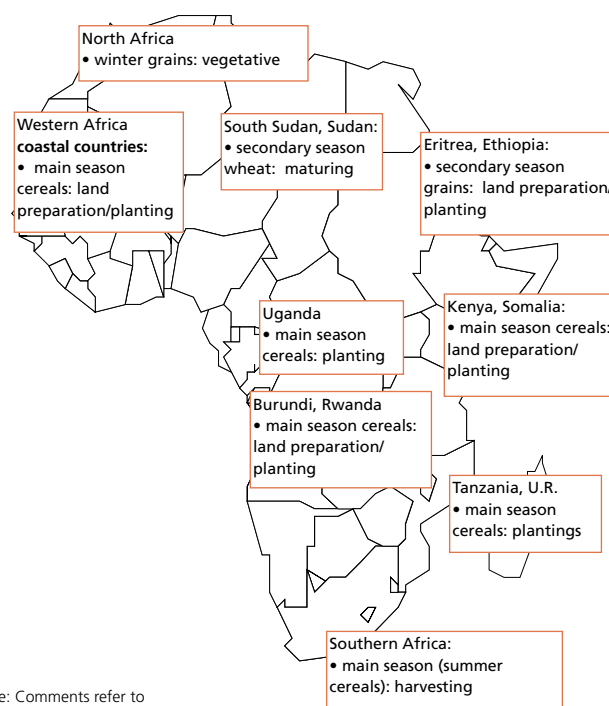 North Africa
• winter grains: vegetative
Western Africa
coastal countries:
• main season
cereals: land
preparation/planting
South Sudan, Sudan:
• secondary season
wheat: maturing
Eritrea, Ethiopia:
• secondary season
grains: land preparation/
planting
Uganda
• main season
cereals: planting
Kenya, Somalia:
• main season cereals:
land preparation/
planting
Burundi, Rwanda
• main season cereals:
land preparation/
planting
Tanzania, U.R.
• main season
cereals: plantings
Southern Africa:
• main season (summer
cereals): harvesting
e: Comments refer to